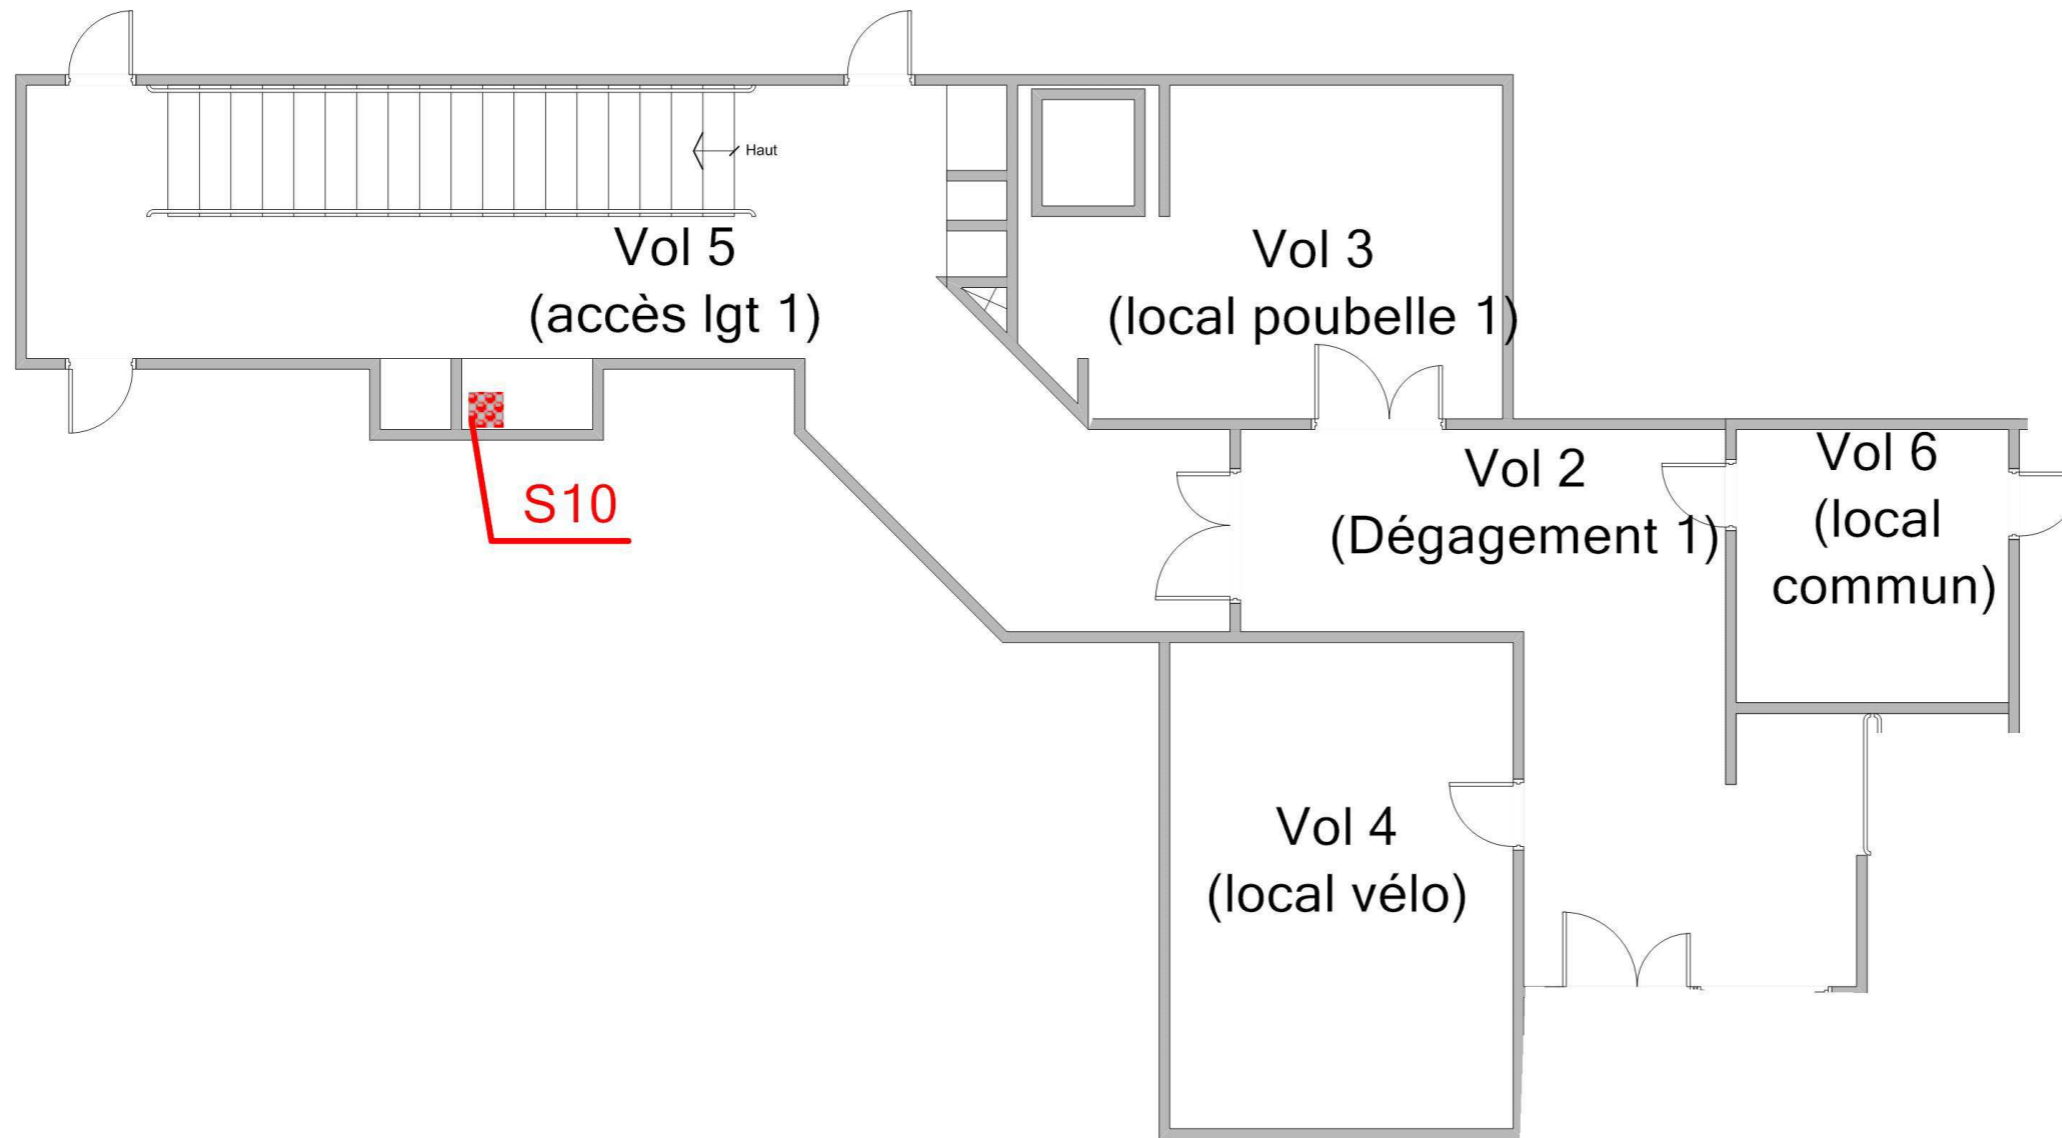 Haut
Vol 5
(accès lgt 1)
Vol 3
(local poubelle 1)
S10
Vol 2
(Dégagement 1)
Vol 6
(local
commun)
Vol 4
(local vélo)